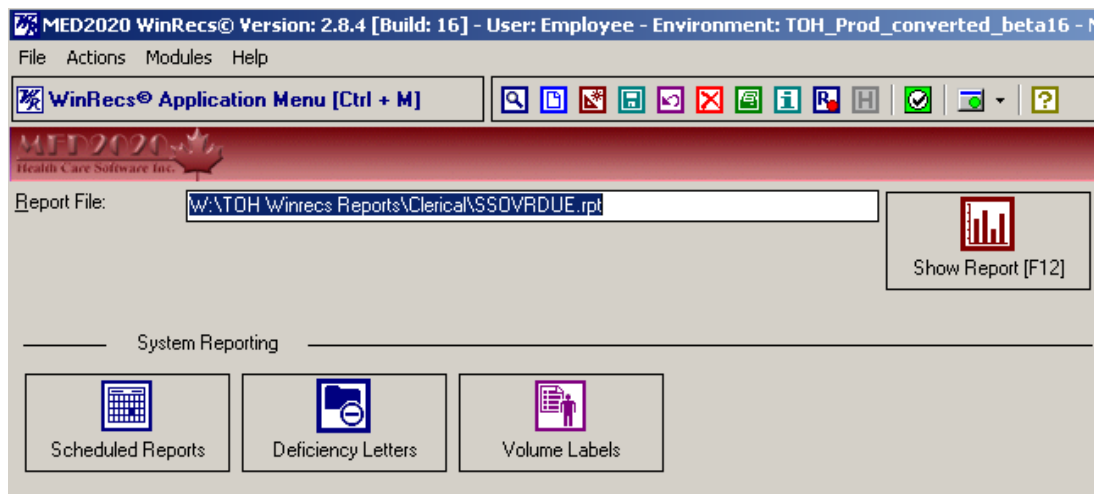 MED2020 WinRecs© Version: 2.8.4 [Build: 16] - User: Employee - Environment: TOH_Prod_converted_beta16 -
File Actions Modules Help
WinRecs© Application Menu [Ctrl + M]
MED2020
Health Care Software Inc.
Report File:
W:\TOH Winrecs Reports\Clerical\SSOVRDUE.rpt
Show Report [F12]
System Reporting
Scheduled Reports Deficiency Letters Volume Labels